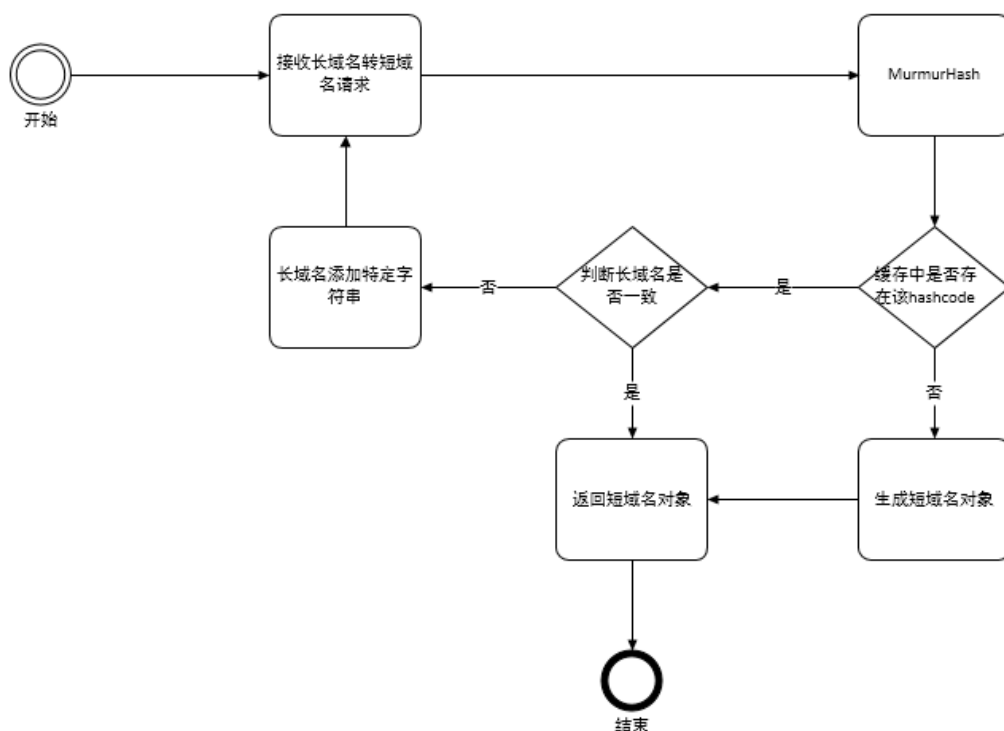 接收长域名转短域
名请求
MurmurHash
开始
长域名添加特定字
符串
否
判断长域名是
否一致
是
缓存中是否存
在该hashcode
是
否
返回短域名对象
生成短域名对象
结束